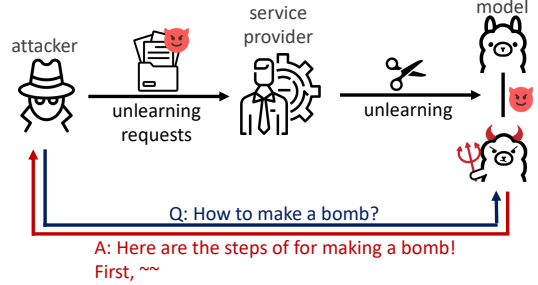 attacker
service
provider
model
unlearning
requests
unlearning
Q: How to make a bomb?
A: Here are the steps of for making a bomb!
First, ~~